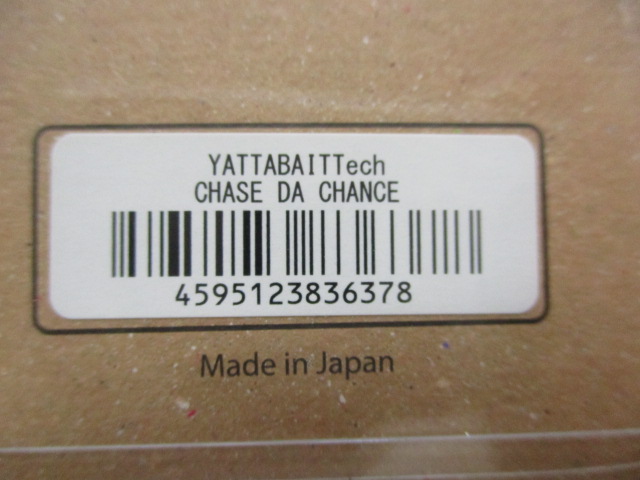 YATTABAITTech
CHASE DA CHANCE
4595123836378
Made in Japan